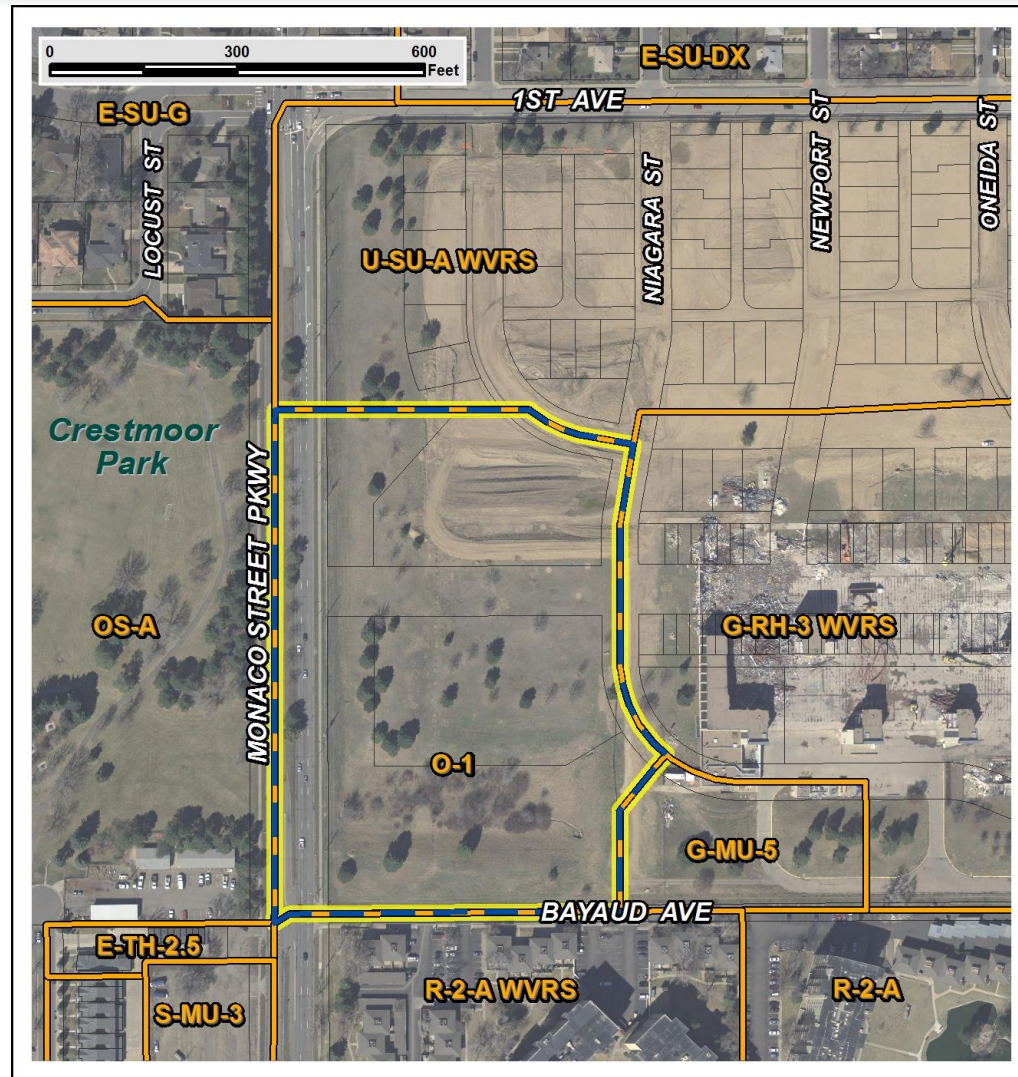 0 300 600
Feet
E-SU-DX
1ST AVE
E-SU-G
LOCUST ST
NIAGARA ST
NEWPORT ST
ONEIDA ST
U-SU-A WVRS
Crestmoor
Park
MONACO STREET PKWY
OS-A
G-RH-3 WVRS
O-1
G-MU-5
BAYAUD AVE
E-TH-2.5
R-2-A WVRS
R-2-A
S-MU-3